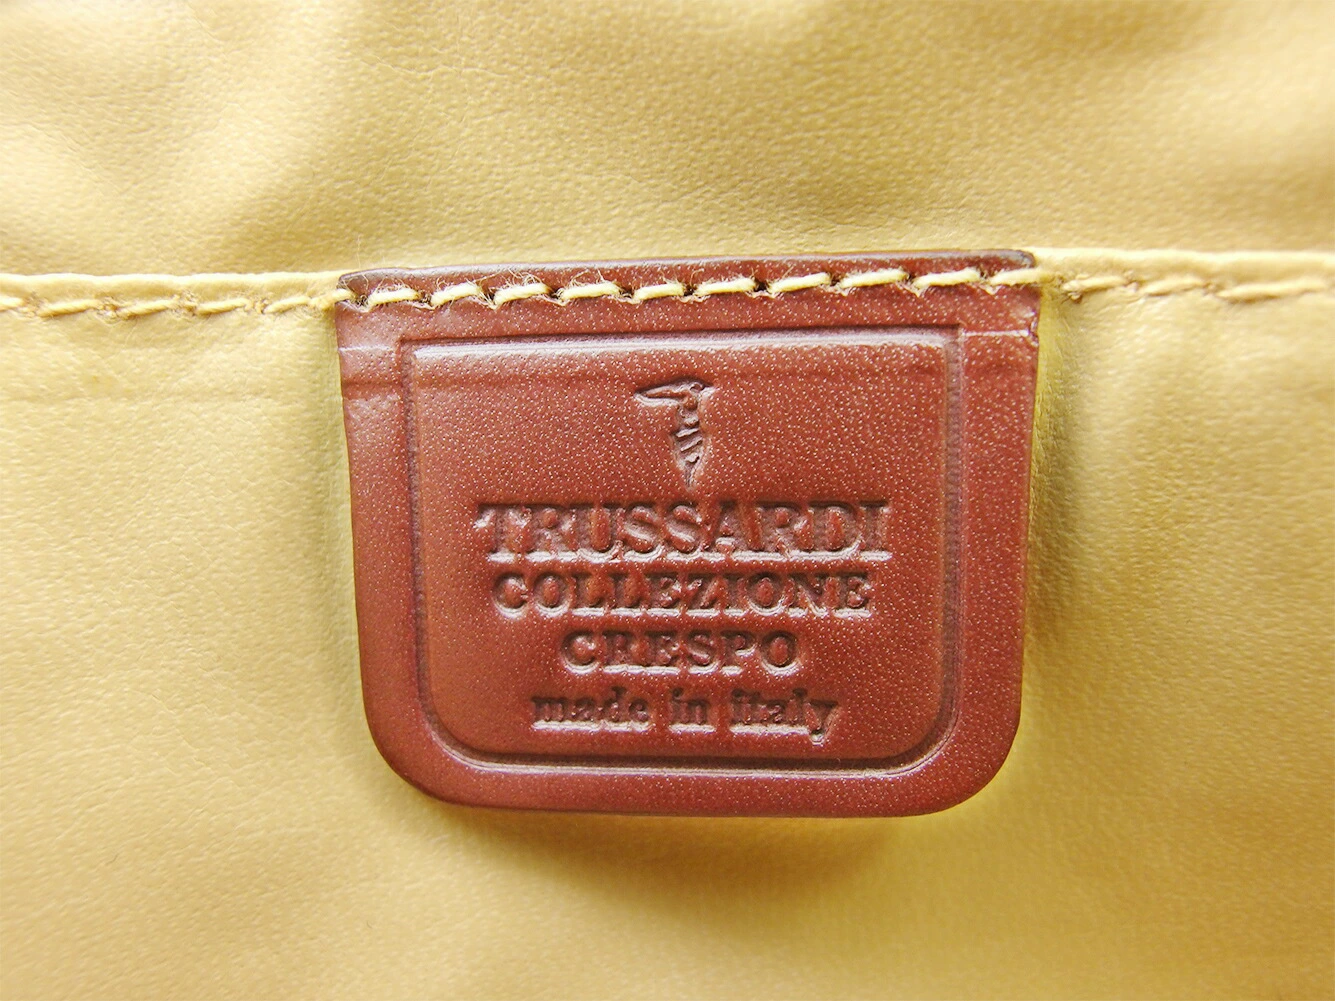 TRUSSARDI
COLLEZIONE
CRESPO
made in italy